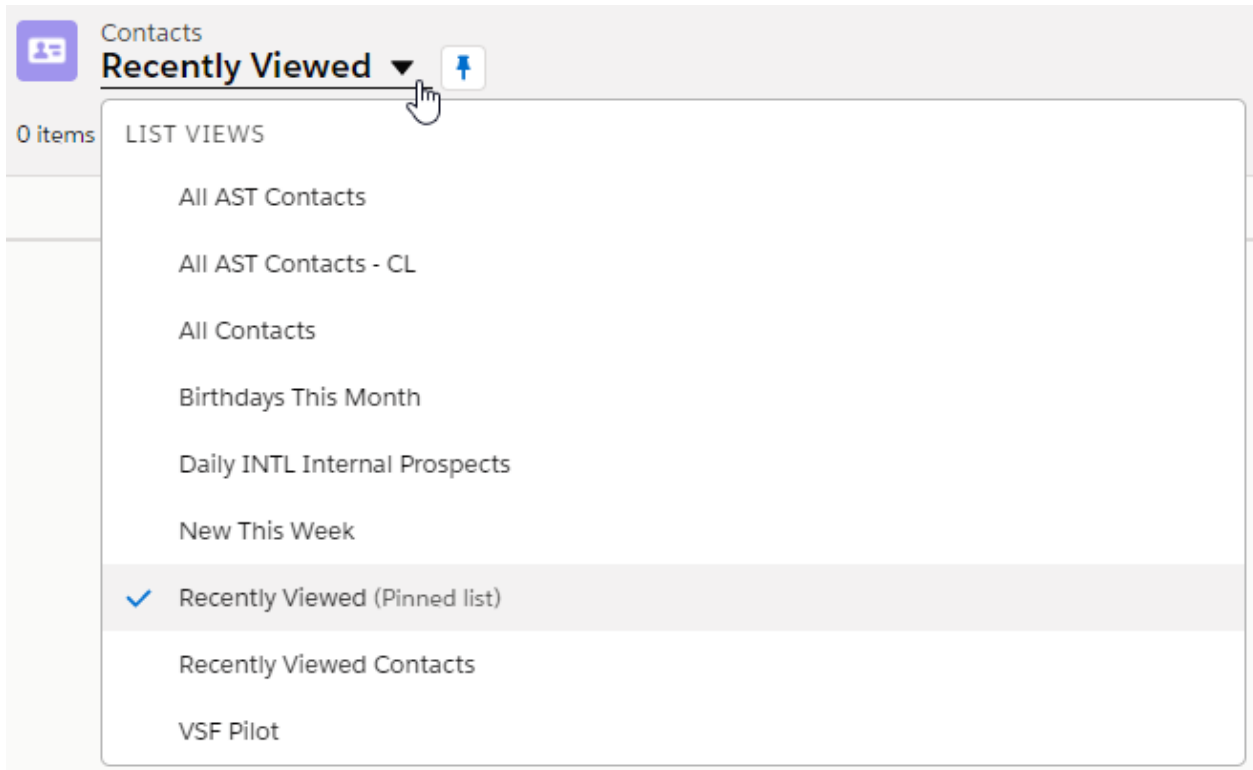 Contacts
Recently Viewed
0 items
LIST VIEWS
All AST Contacts
All AST Contacts - CL
All Contacts
Birthdays This Month
Daily INTL Internal Prospects
New This Week
Recently Viewed (Pinned list)
Recently Viewed Contacts
VSF Pilot